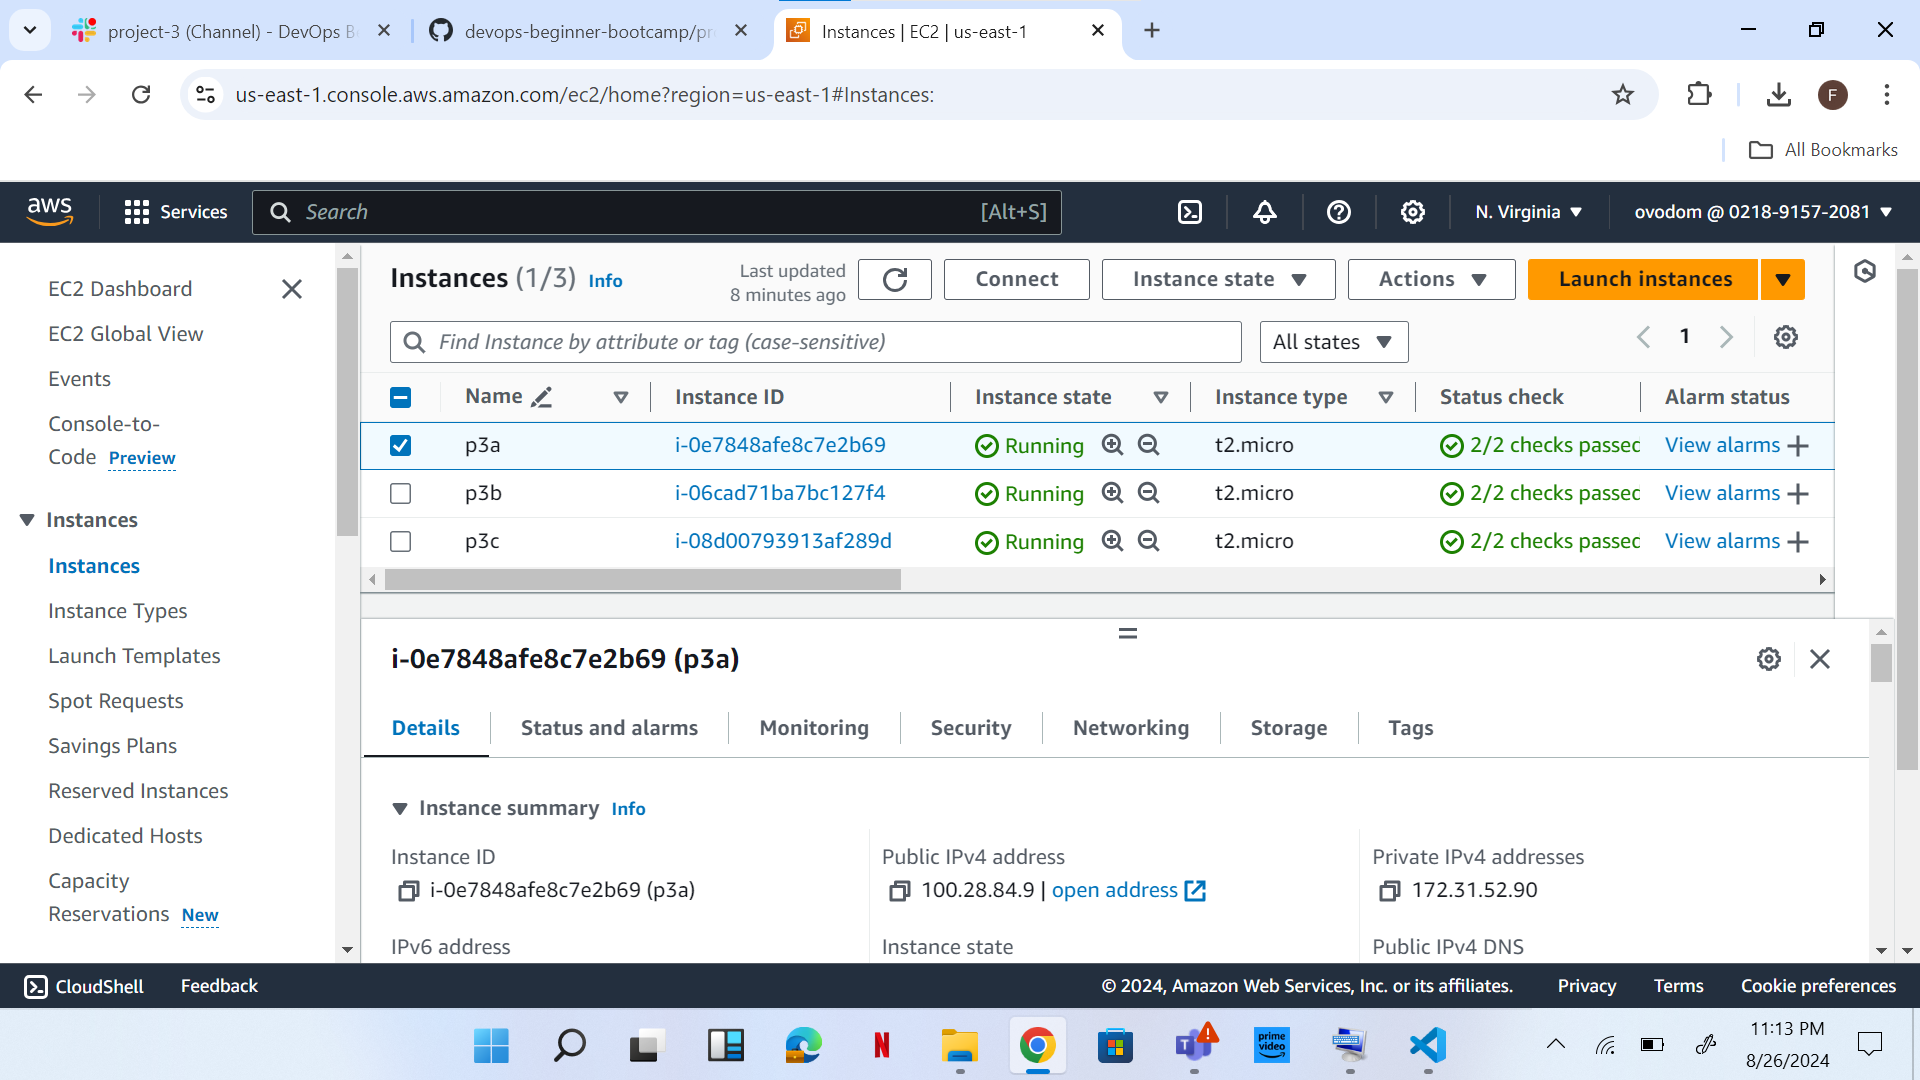 project-3 (Channel) - DevOps B
devops-beginner-bootcamp/pr
Instances | EC2 | us-east-1
us-east-1.console.aws.amazon.com/ec2/home?region=us-east-1#Instances:
F
All Bookmarks
aws
Services
Search
[Alt+S]
N. Virginia
ovodom @ 0218-9157-2081
EC2 Dashboard
EC2 Global View
Events
Console-to-
Code Preview
Instances
Instances
Instance Types
Launch Templates
Spot Requests
Savings Plans
Reserved Instances
Dedicated Hosts
Capacity
Reservations New
Instances (1/3) Info
Last updated
8 minutes ago
Connect
Instance state
Actions
Launch instances
Find Instance by attribute or tag (case-sensitive)
All states
1
Name Instance ID Instance state Instance type Status check Alarm status
p3a i-0e7848afe8c7e2b69 Running t2.micro 2/2 checks passed View alarms
p3b i-06cad71ba7bc127f4 Running t2.micro 2/2 checks passed View alarms
p3c i-08d00793913af289d Running t2.micro 2/2 checks passed View alarms
i-0e7848afe8c7e2b69 (p3a)
Details Status and alarms Monitoring Security Networking Storage Tags
Instance summary Info
Instance ID
i-0e7848afe8c7e2b69 (p3a)
Public IPv4 address
100.28.84.9 | open address
Private IPv4 addresses
172.31.52.90
IPv6 address
Instance state
Public IPv4 DNS
CloudShell
Feedback
© 2024, Amazon Web Services, Inc. or its affiliates.
Privacy
Terms
Cookie preferences
N
prime
video
11:13 PM
8/26/2024